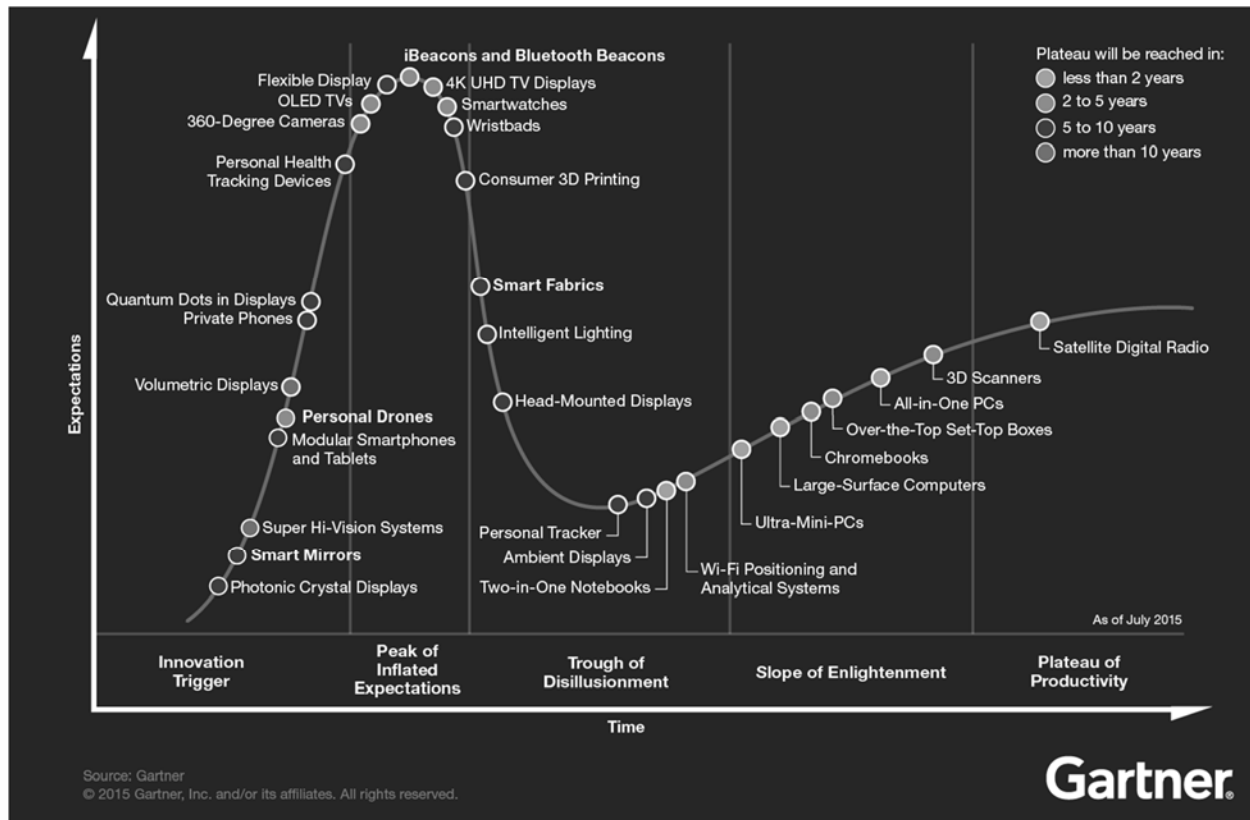 iBeacons and Bluetooth Beacons
Flexible Display
4K UHD TV Displays
OLED TVs
Smartwatches
360-Degree Cameras
Wristbads
Personal Health
Tracking Devices
Consumer 3D Printing
Plateau will be reached in:
less than 2 years
2 to 5 years
5 to 10 years
more than 10 years
Quantum Dots in Displays
Private Phones
Smart Fabrics
Intelligent Lighting
Volumetric Displays
Head-Mounted Displays
Personal Drones
Modular Smartphones
and Tablets
Super Hi-Vision Systems
Smart Mirrors
Photonic Crystal Displays
Personal Tracker
Ambient Displays
Two-in-One Notebooks
Wi-Fi Positioning and
Analytical Systems
Ultra-Mini-PCs
Large-Surface Computers
Chromebooks
Over-the-Top Set-Top Boxes
All-in-One PCs
3D Scanners
Satellite Digital Radio
Expectations
As of July 2015
Innovation
Trigger
Peak of
Inflated
Expectations
Trough of
Disillusionment
Slope of Enlightenment
Plateau of
Productivity
Time
Source: Gartner
© 2015 Gartner, Inc. and/or its affiliates. All rights reserved.
Gartner®